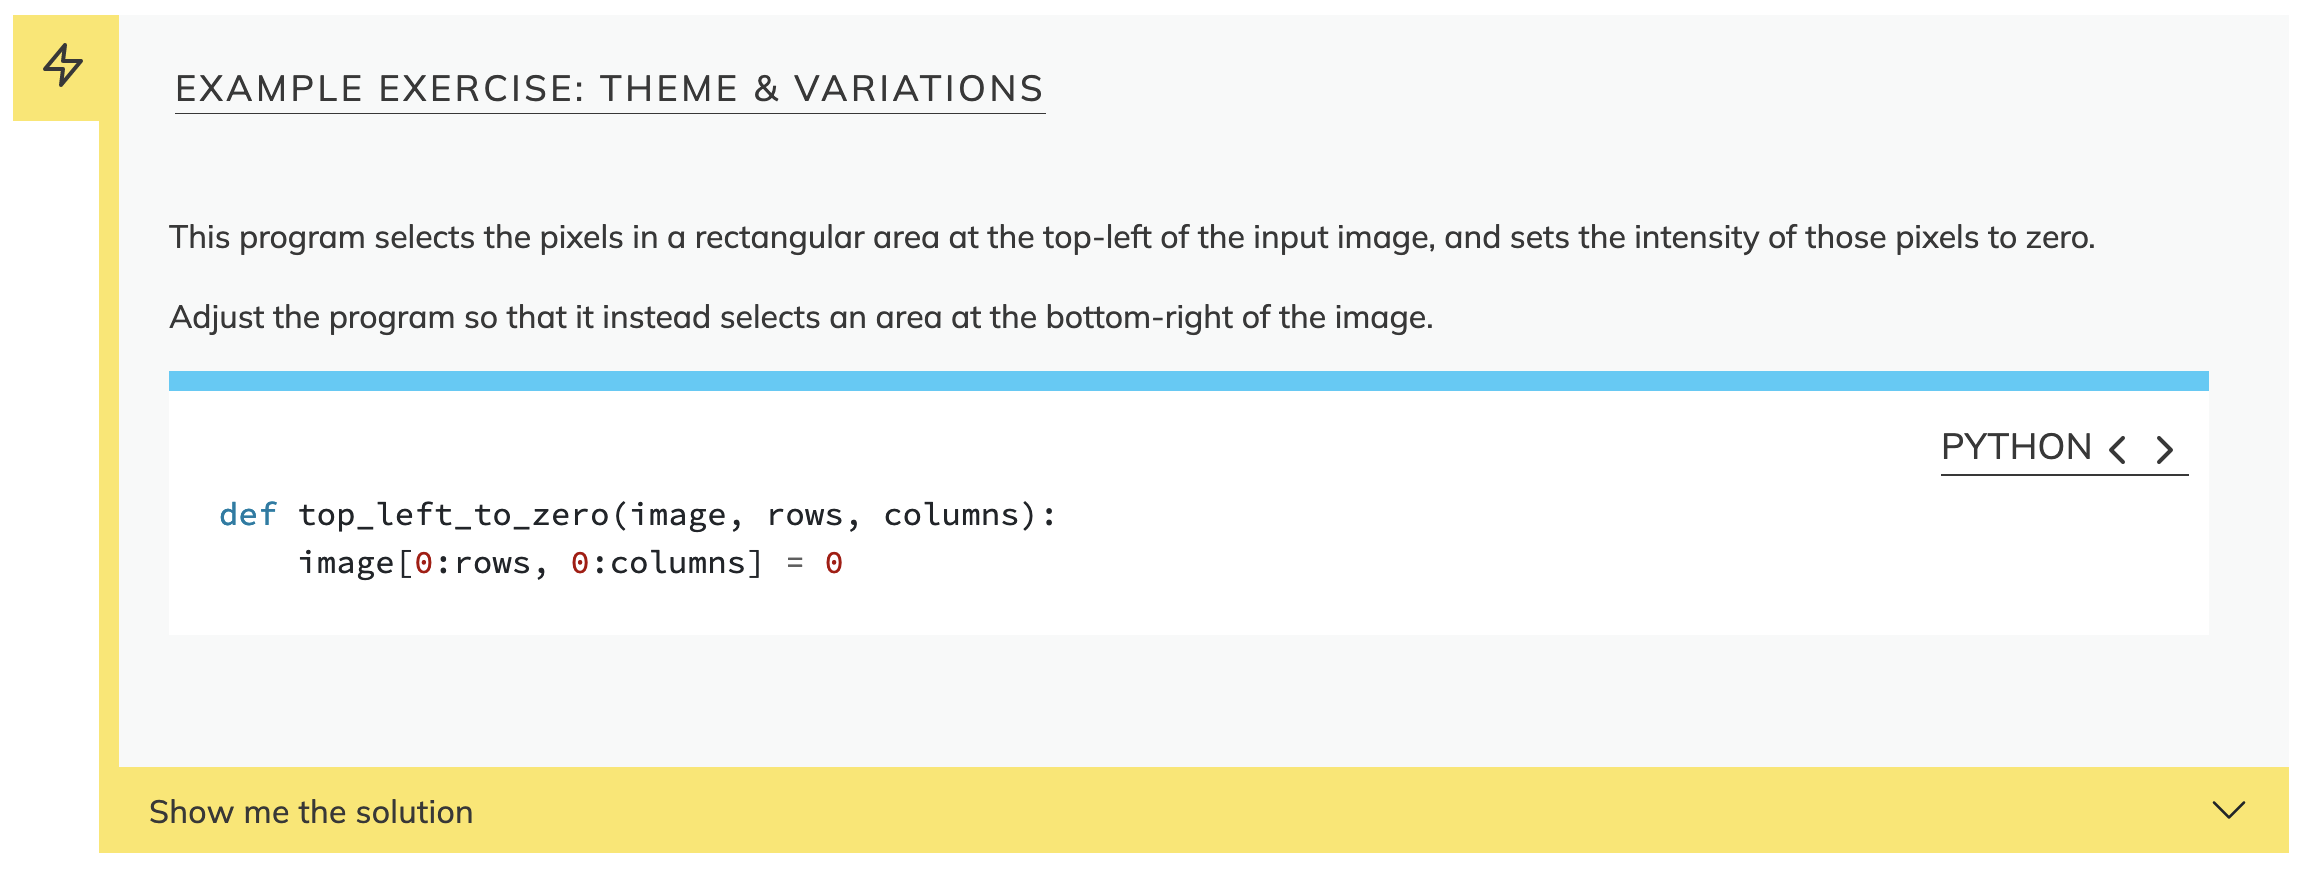 EXAMPLE EXERCISE: THEME & VARIATIONS
This program selects the pixels in a rectangular area at the top-left of the input image, and sets the intensity of those pixels to zero.
Adjust the program so that it instead selects an area at the bottom-right of the image.
PYTHON < >
def top_left_to_zero(image, rows, columns):
    image[0:rows, 0:columns] = 0
Show me the solution